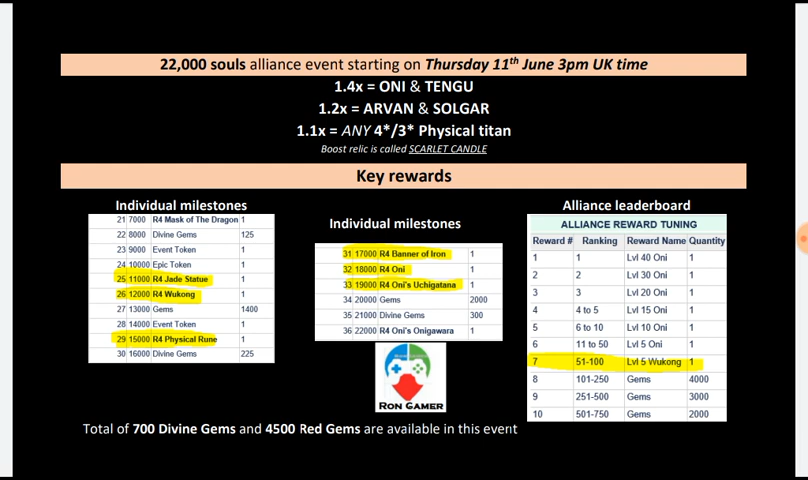 22,000 souls alliance event starting on Thursday 11th June 3pm UK time
1.4x = ONI & TENGU
1.2x = ARVAN & SOLGAR
1.1x = ANY 4*/3* Physical titan
Boost relic is called SCARLET CANDLE
Key rewards
Individual milestones
21 7000 R4 Mask of The Dragon 1
22 8000 Divine Gems 125
23 9000 Event Token 1
24 10000 Epic Token 1
25 11000 R4 Jade Statue 1
26 12000 R4 Wukong 1
27 13000 Gems 1400
28 14000 Event Token 1
29 15000 R4 Physical Rune 1
30 16000 Divine Gems 225
Individual milestones
31 17000 R4 Banner of Iron 1
32 18000 R4 Oni 1
33 19000 R4 Oni's Uchigatana 1
34 20000 Gems 2000
35 21000 Divine Gems 300
36 22000 R4 Oni's Onigawara 1
RON GAMER
Alliance leaderboard
ALLIANCE REWARD TUNING
Reward # Ranking Reward Name Quantity
1 1 Lvl 40 Oni 1
2 2 Lvl 30 Oni 1
3 3 Lvl 20 Oni 1
4 4 to 5 Lvl 15 Oni 1
5 6 to 10 Lvl 10 Oni 1
6 11 to 50 Lvl 5 Oni 1
7 51-100 Lvl 5 Wukong 1
8 101-250 Gems 4000
9 251-500 Gems 3000
10 501-750 Gems 2000
Total of 700 Divine Gems and 4500 Red Gems are available in this event